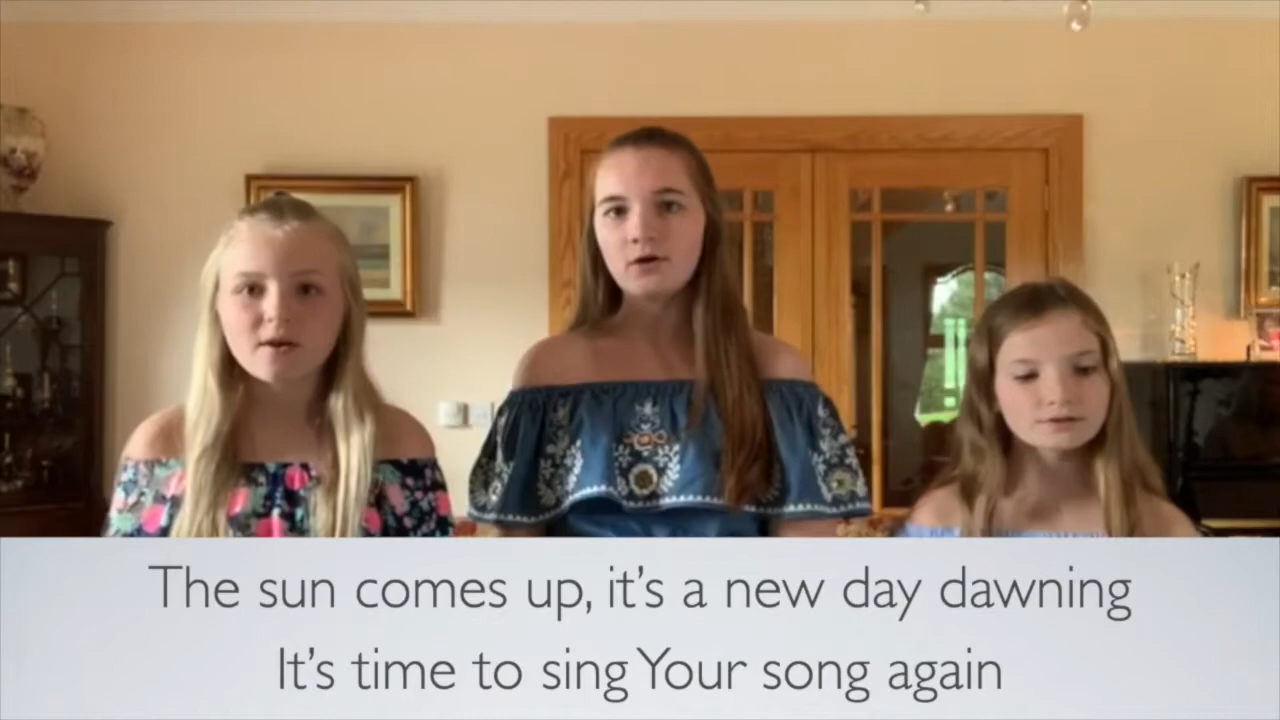 The sun comes up, it's a new day dawning
It's time to sing Your song again